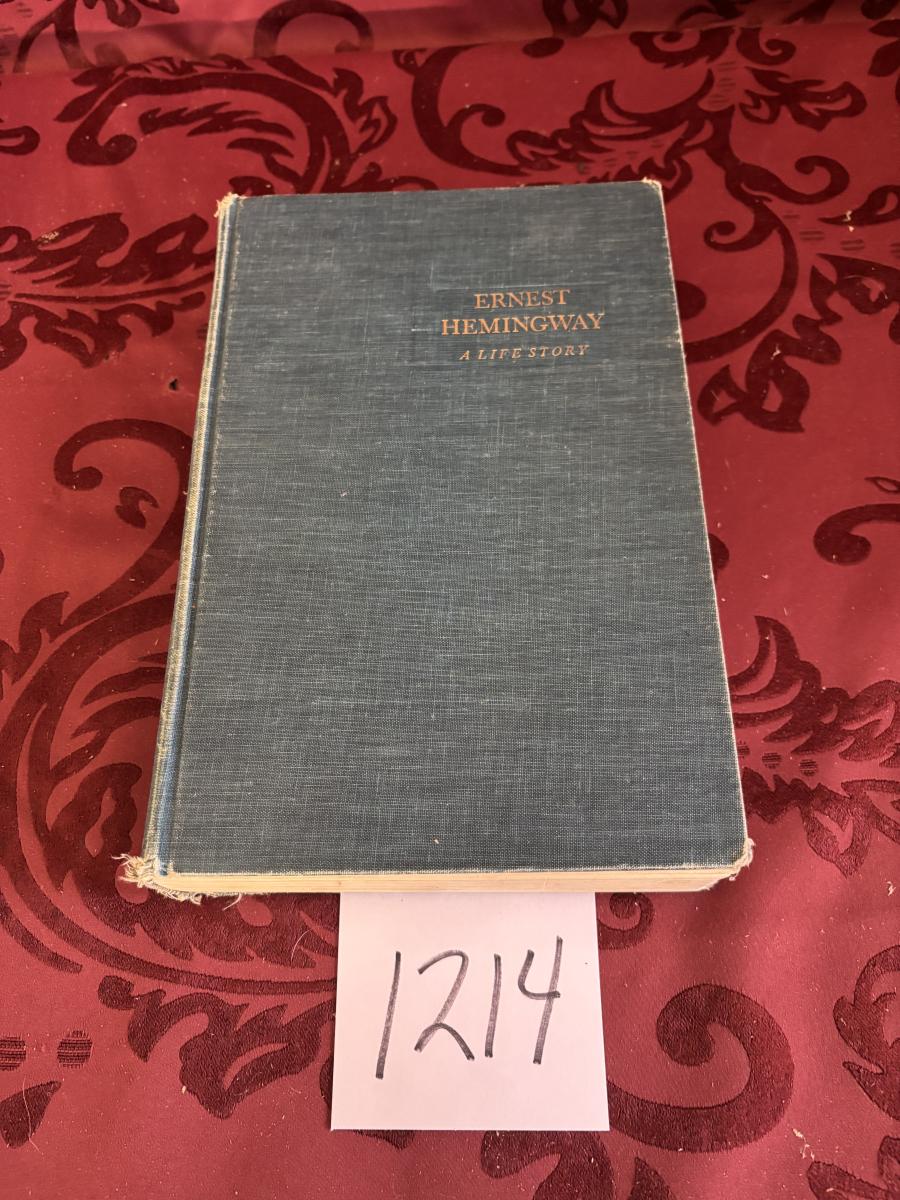 ERNEST
HEMINGWAY
A LIFE STORY
1214